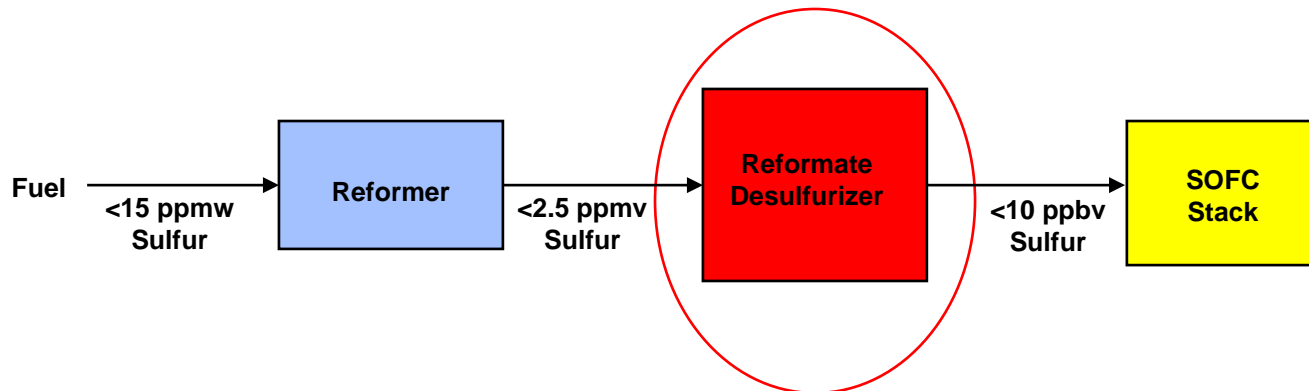 Fuel
<15 ppmw
Sulfur
Reformer
<2.5 ppmv
Sulfur
Reformate
Desulfurizer
<10 ppbv
Sulfur
SOFC
Stack